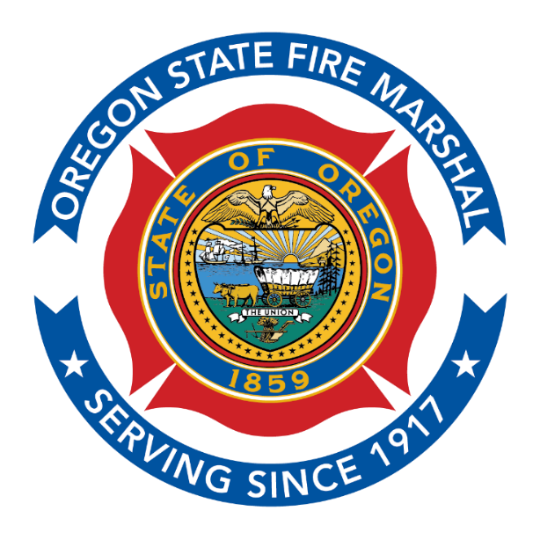 OREGON STATE FIRE MARSHAL
STATE OF OREGON
THE UNION
1859
SERVING SINCE 1917